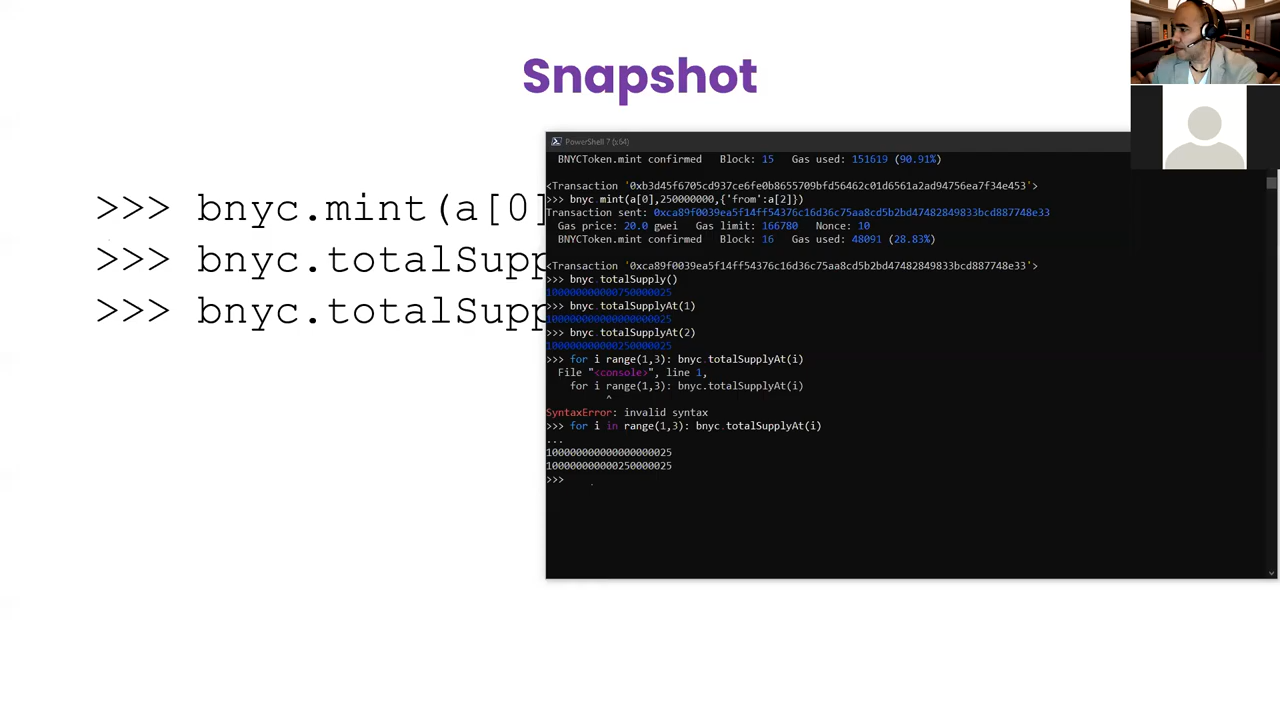 Snapshot
>>> bnyc.mint(a[0]
>>> bnyc.totalSupp
>>> bnyc.totalSupp
PowerShell 7 (x64)
BNYCToken.mint confirmed   Block: 15   Gas used: 151619 (90.91%)
<Transaction '0xb3d45f6705cd937ce6fe0b8655709bfd56462c01d6561a2ad94756ea7f34e453'>
>>> bnyc.mint(a[0],250000000,{'from':a[2]})
Transaction sent: 0xca89f0039ea5f14ff54376c16d36c75aa8cd5b2bd47482849833bcd887748e33
Gas price: 20.0 gwei   Gas limit: 166780   Nonce: 10
BNYCToken.mint confirmed   Block: 16   Gas used: 48091 (28.83%)
<Transaction '0xca89f0039ea5f14ff54376c16d36c75aa8cd5b2bd47482849833bcd887748e33'>
>>> bnyc.totalSupply()
1000000000000750000025
>>> bnyc.totalSupplyAt(1)
1000000000000000000025
>>> bnyc.totalSupplyAt(2)
1000000000000250000025
>>> for i range(1,3): bnyc.totalSupplyAt(i)
File "<console>", line 1,
for i range(1,3): bnyc.totalSupplyAt(i)
^
SyntaxError: invalid syntax
>>> for i in range(1,3): bnyc.totalSupplyAt(i)
...
1000000000000000000025
1000000000000250000025
>>>